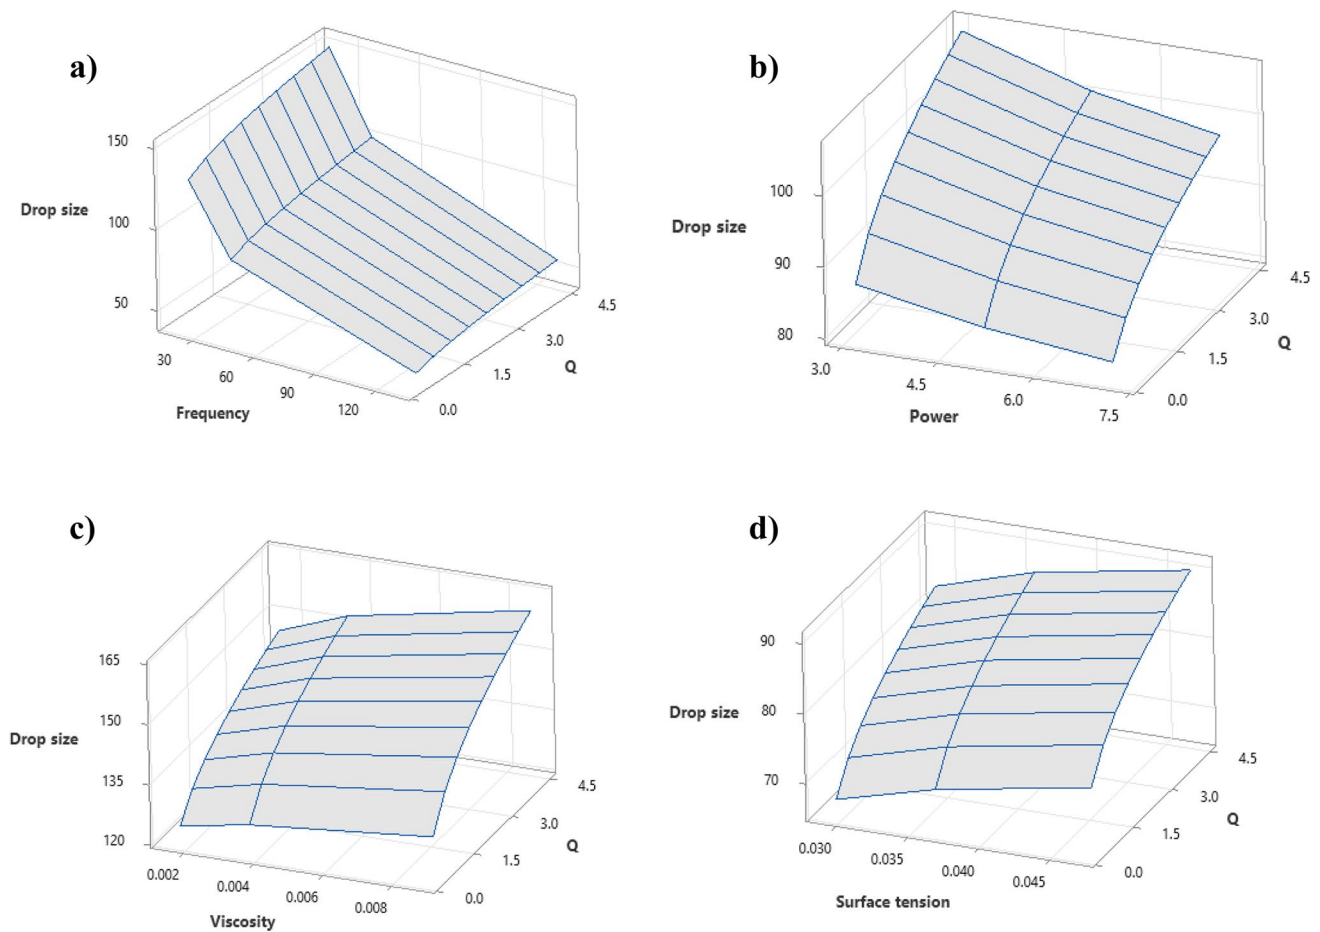 a)
150
100
50
Drop size
30
60
90
120
Frequency
0.0
1.5
3.0
4.5
Q
b)
100
90
80
Drop size
3.0
4.5
6.0
7.5
Power
0.0
1.5
3.0
4.5
Q
c)
165
150
135
120
Drop size
0.002
0.004
0.006
0.008
Viscosity
0.0
1.5
3.0
4.5
Q
d)
90
80
70
Drop size
0.030
0.035
0.040
0.045
Surface tension
0.0
1.5
3.0
4.5
Q